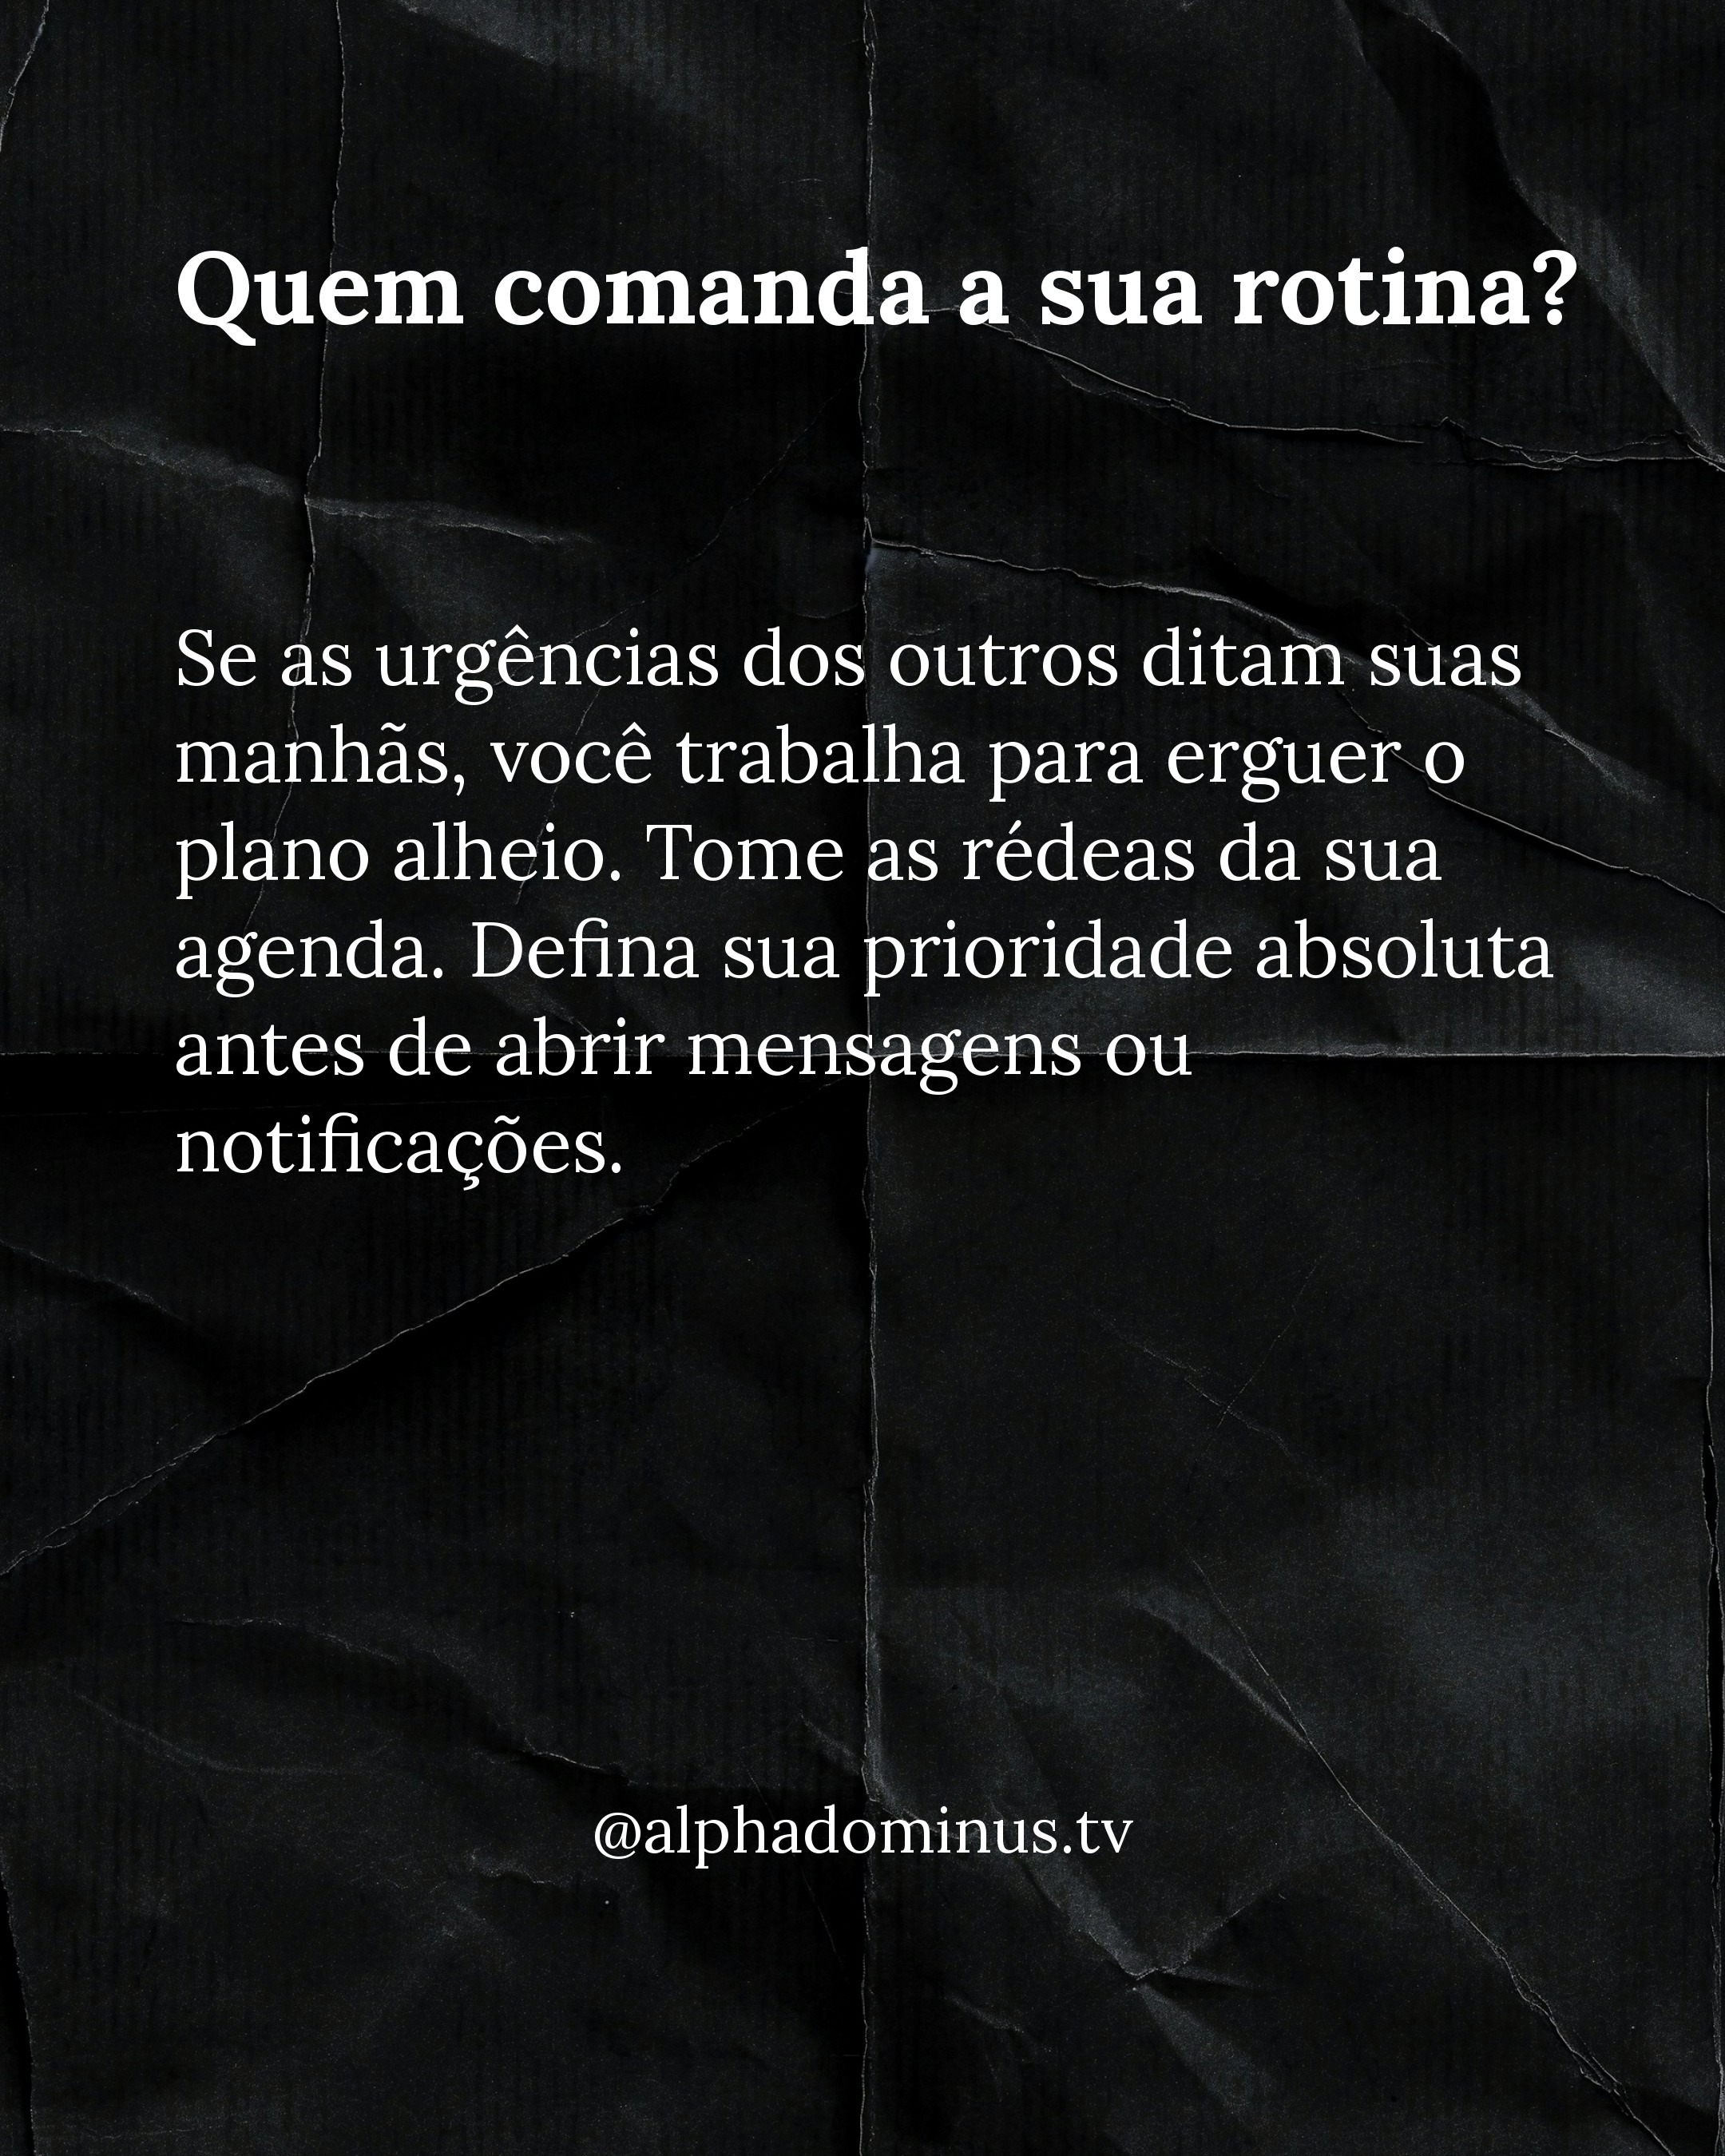 Quem comanda a sua rotina?
Se as urgências dos outros ditam suas
manhãs, você trabalha para erguer o
plano alheio. Tome as rédeas da sua
agenda. Defina sua prioridade absoluta
antes de abrir mensagens ou
notificações.
@alphadominus.tv